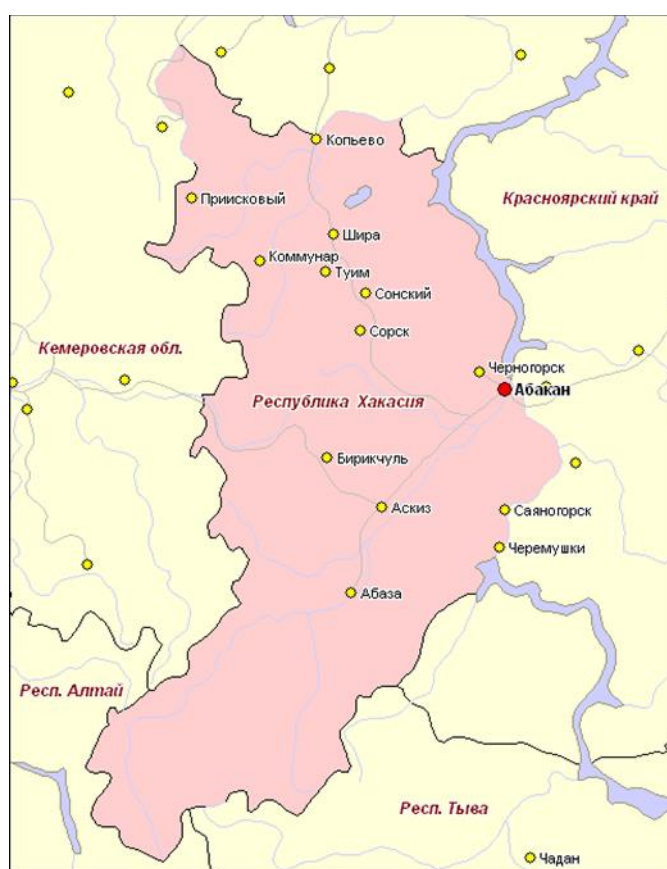 Копьево
Приисковый
Красноярский край
Шира
Коммунар
Туим
Сонский
Сорск
Кемеровская обл.
Черногорск
Абакан
Республика Хакасия
Бирикчуль
Аскиз
Саяногорск
Черемушки
Абаза
Респ. Алтай
Респ. Тыва
Чадан